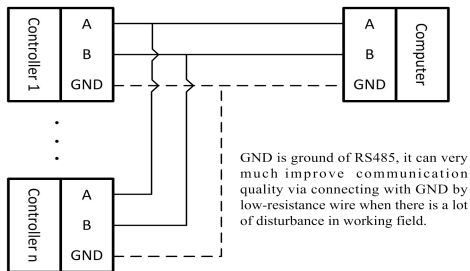 Controller 1
A
B
GND
A
B
GND
Computer
Controller n
A
B
GND
GND is ground of RS485, it can very
much improve communication
quality via connecting with GND by
low-resistance wire when there is a lot
of disturbance in working field.